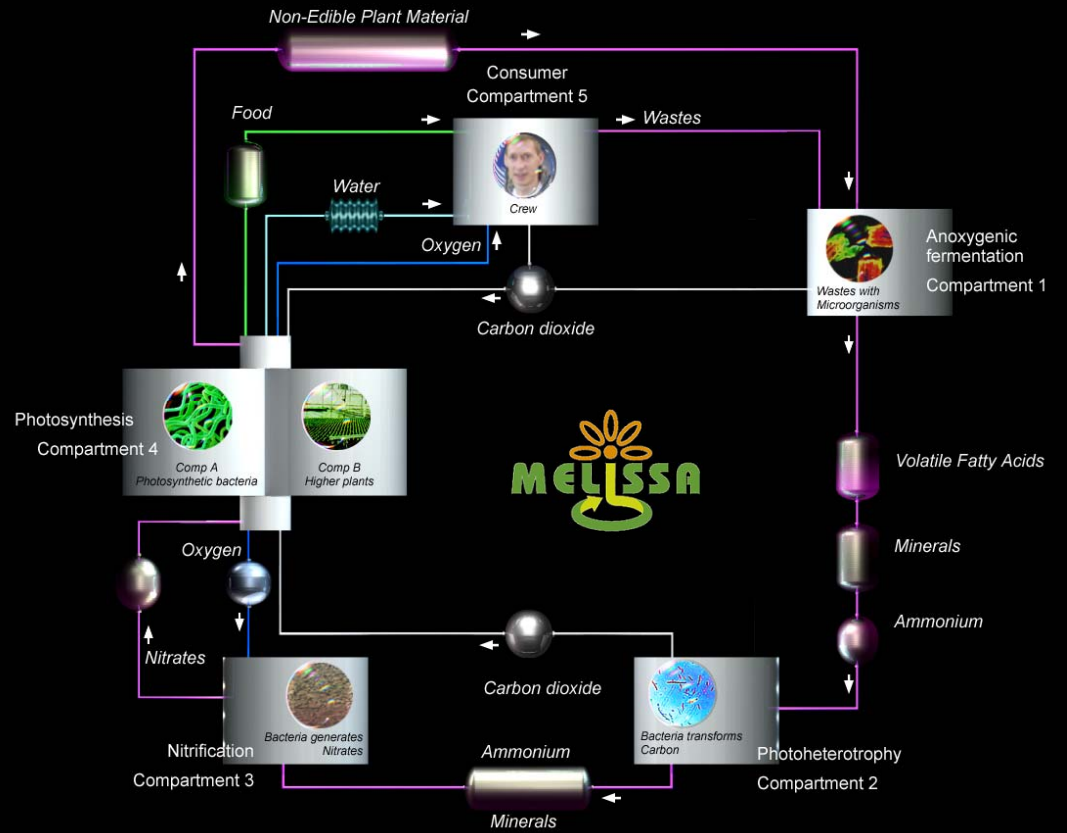 Non-Edible Plant Material
Consumer
Compartment 5
Food
Wastes
Water
Crew
Oxygen
Anoxygenic
fermentation
Compartment 1
Wastes with
Microorganisms
Carbon dioxide
Photosynthesis
Compartment 4
Comp A
Photosynthetic bacteria
Comp B
Higher plants
MELISSA
Volatile Fatty Acids
Minerals
Ammonium
Oxygen
Nitrates
Carbon dioxide
Bacteria generates
Nitrates
Nitrification
Compartment 3
Bacteria transforms
Carbon
Photoheterotrophy
Compartment 2
Ammonium
Minerals